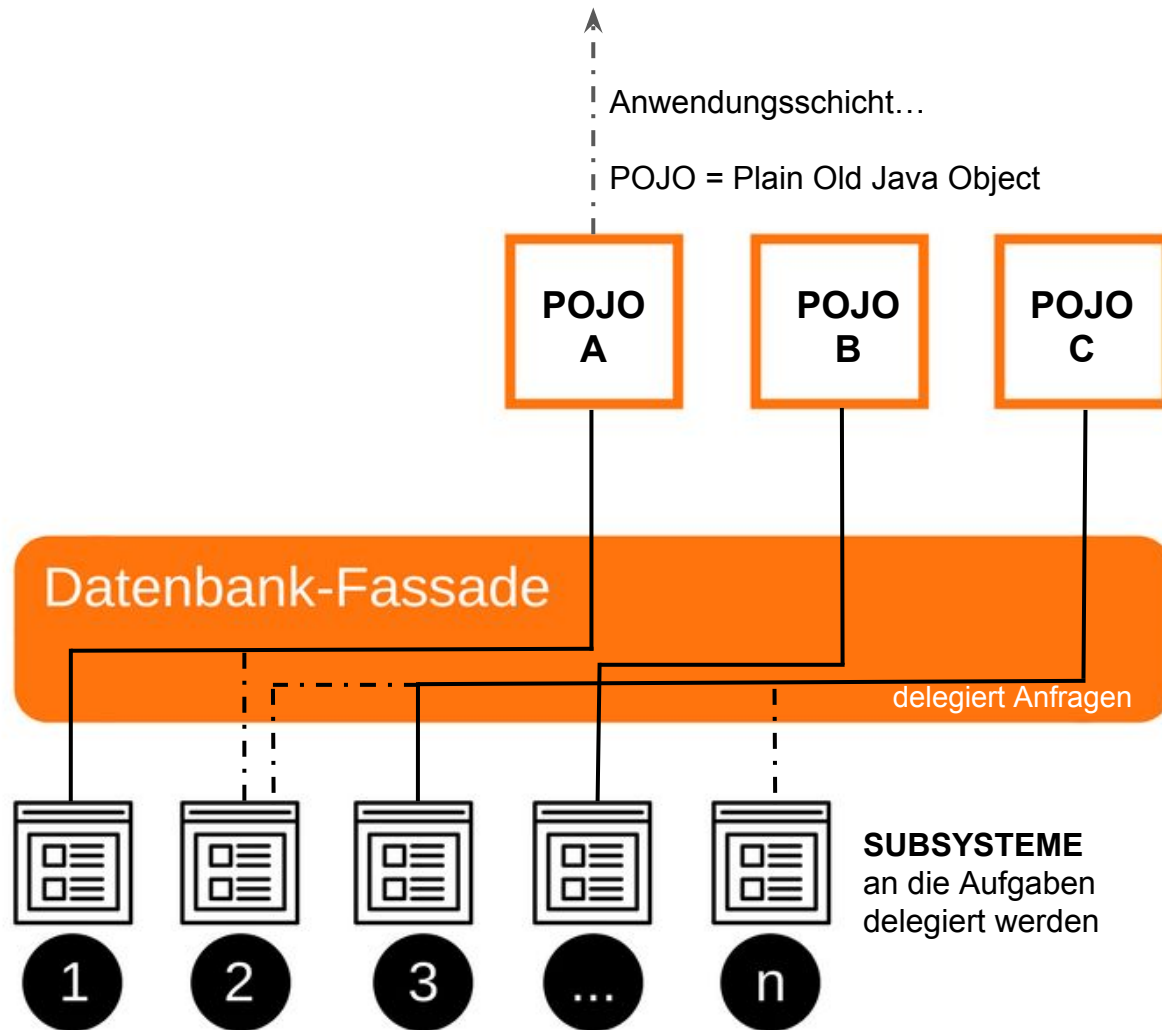 Anwendungsschicht…
POJO = Plain Old Java Object
POJO
A
POJO
B
POJO
C
Datenbank-Fassade
delegiert Anfragen
SUBSYSTEME
an die Aufgaben
delegiert werden
1
2
3
...
n